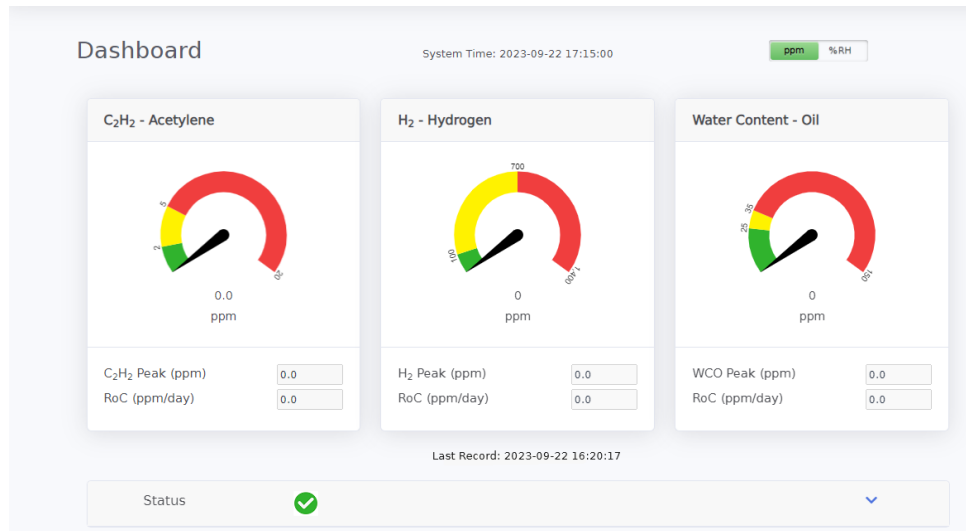 Dashboard
System Time: 2023-09-22 17:15:00
ppm %RH
C₂H₂ - Acetylene
2
5
20
0.0
ppm
C₂H₂ Peak (ppm) 0.0
RoC (ppm/day) 0.0
H₂ - Hydrogen
100
700
1,400
0
ppm
H₂ Peak (ppm) 0.0
RoC (ppm/day) 0.0
Water Content - Oil
25
35
150
0
ppm
WCO Peak (ppm) 0.0
RoC (ppm/day) 0.0
Last Record: 2023-09-22 16:20:17
Status